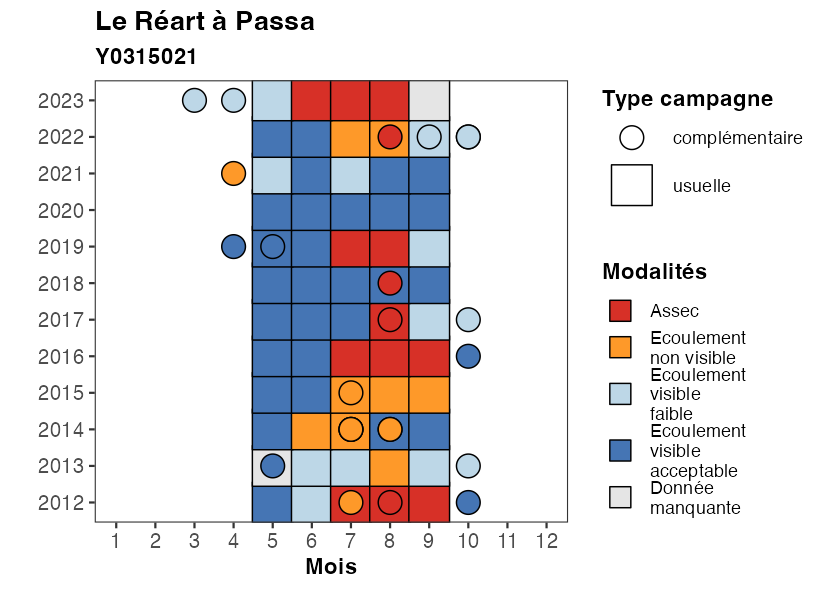 Le Réart à Passa
Y0315021
2023
2022
2021
2020
2019
2018
2017
2016
2015
2014
2013
2012
1 2 3 4 5 6 7 8 9 10 11 12
Mois
Type campagne
complémentaire
usuelle
Modalités
Assec
Ecoulement
non visible
Ecoulement
visible
faible
Ecoulement
visible
acceptable
Donnée
manquante